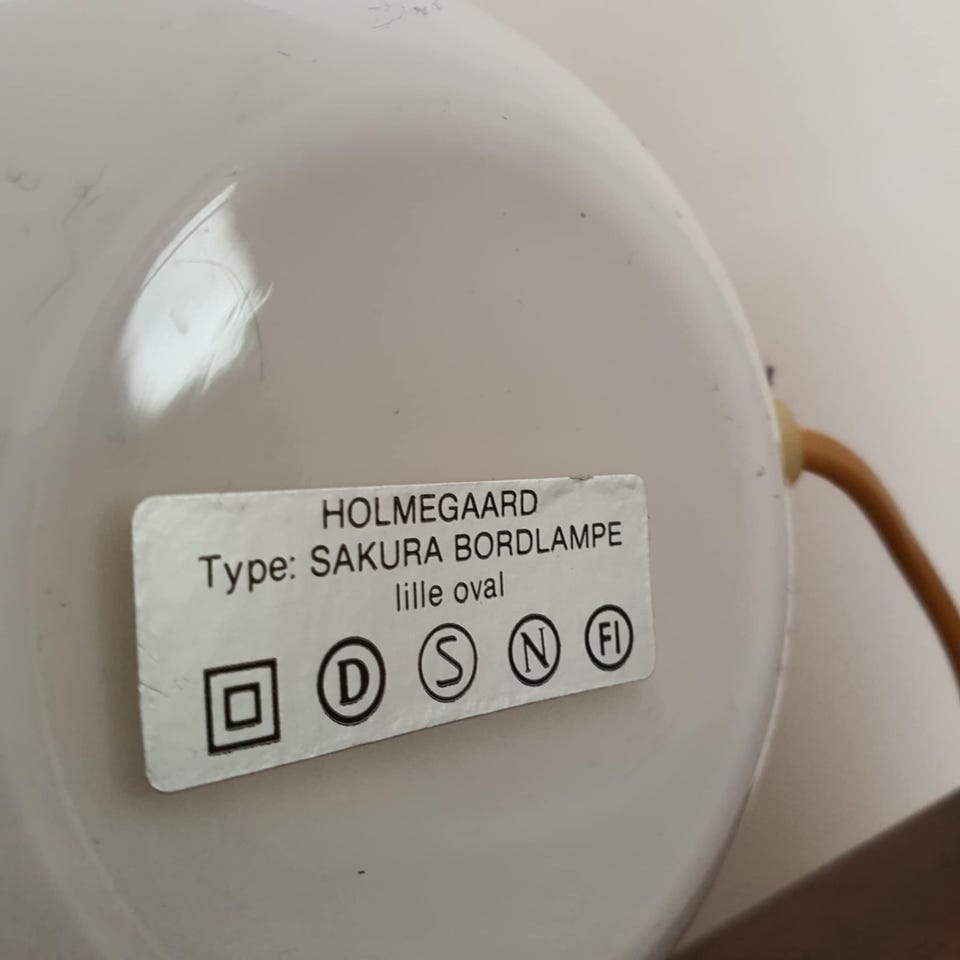 HOLMEGAARD
Type: SAKURA BORDLAMPE
lille oval
D S N FI